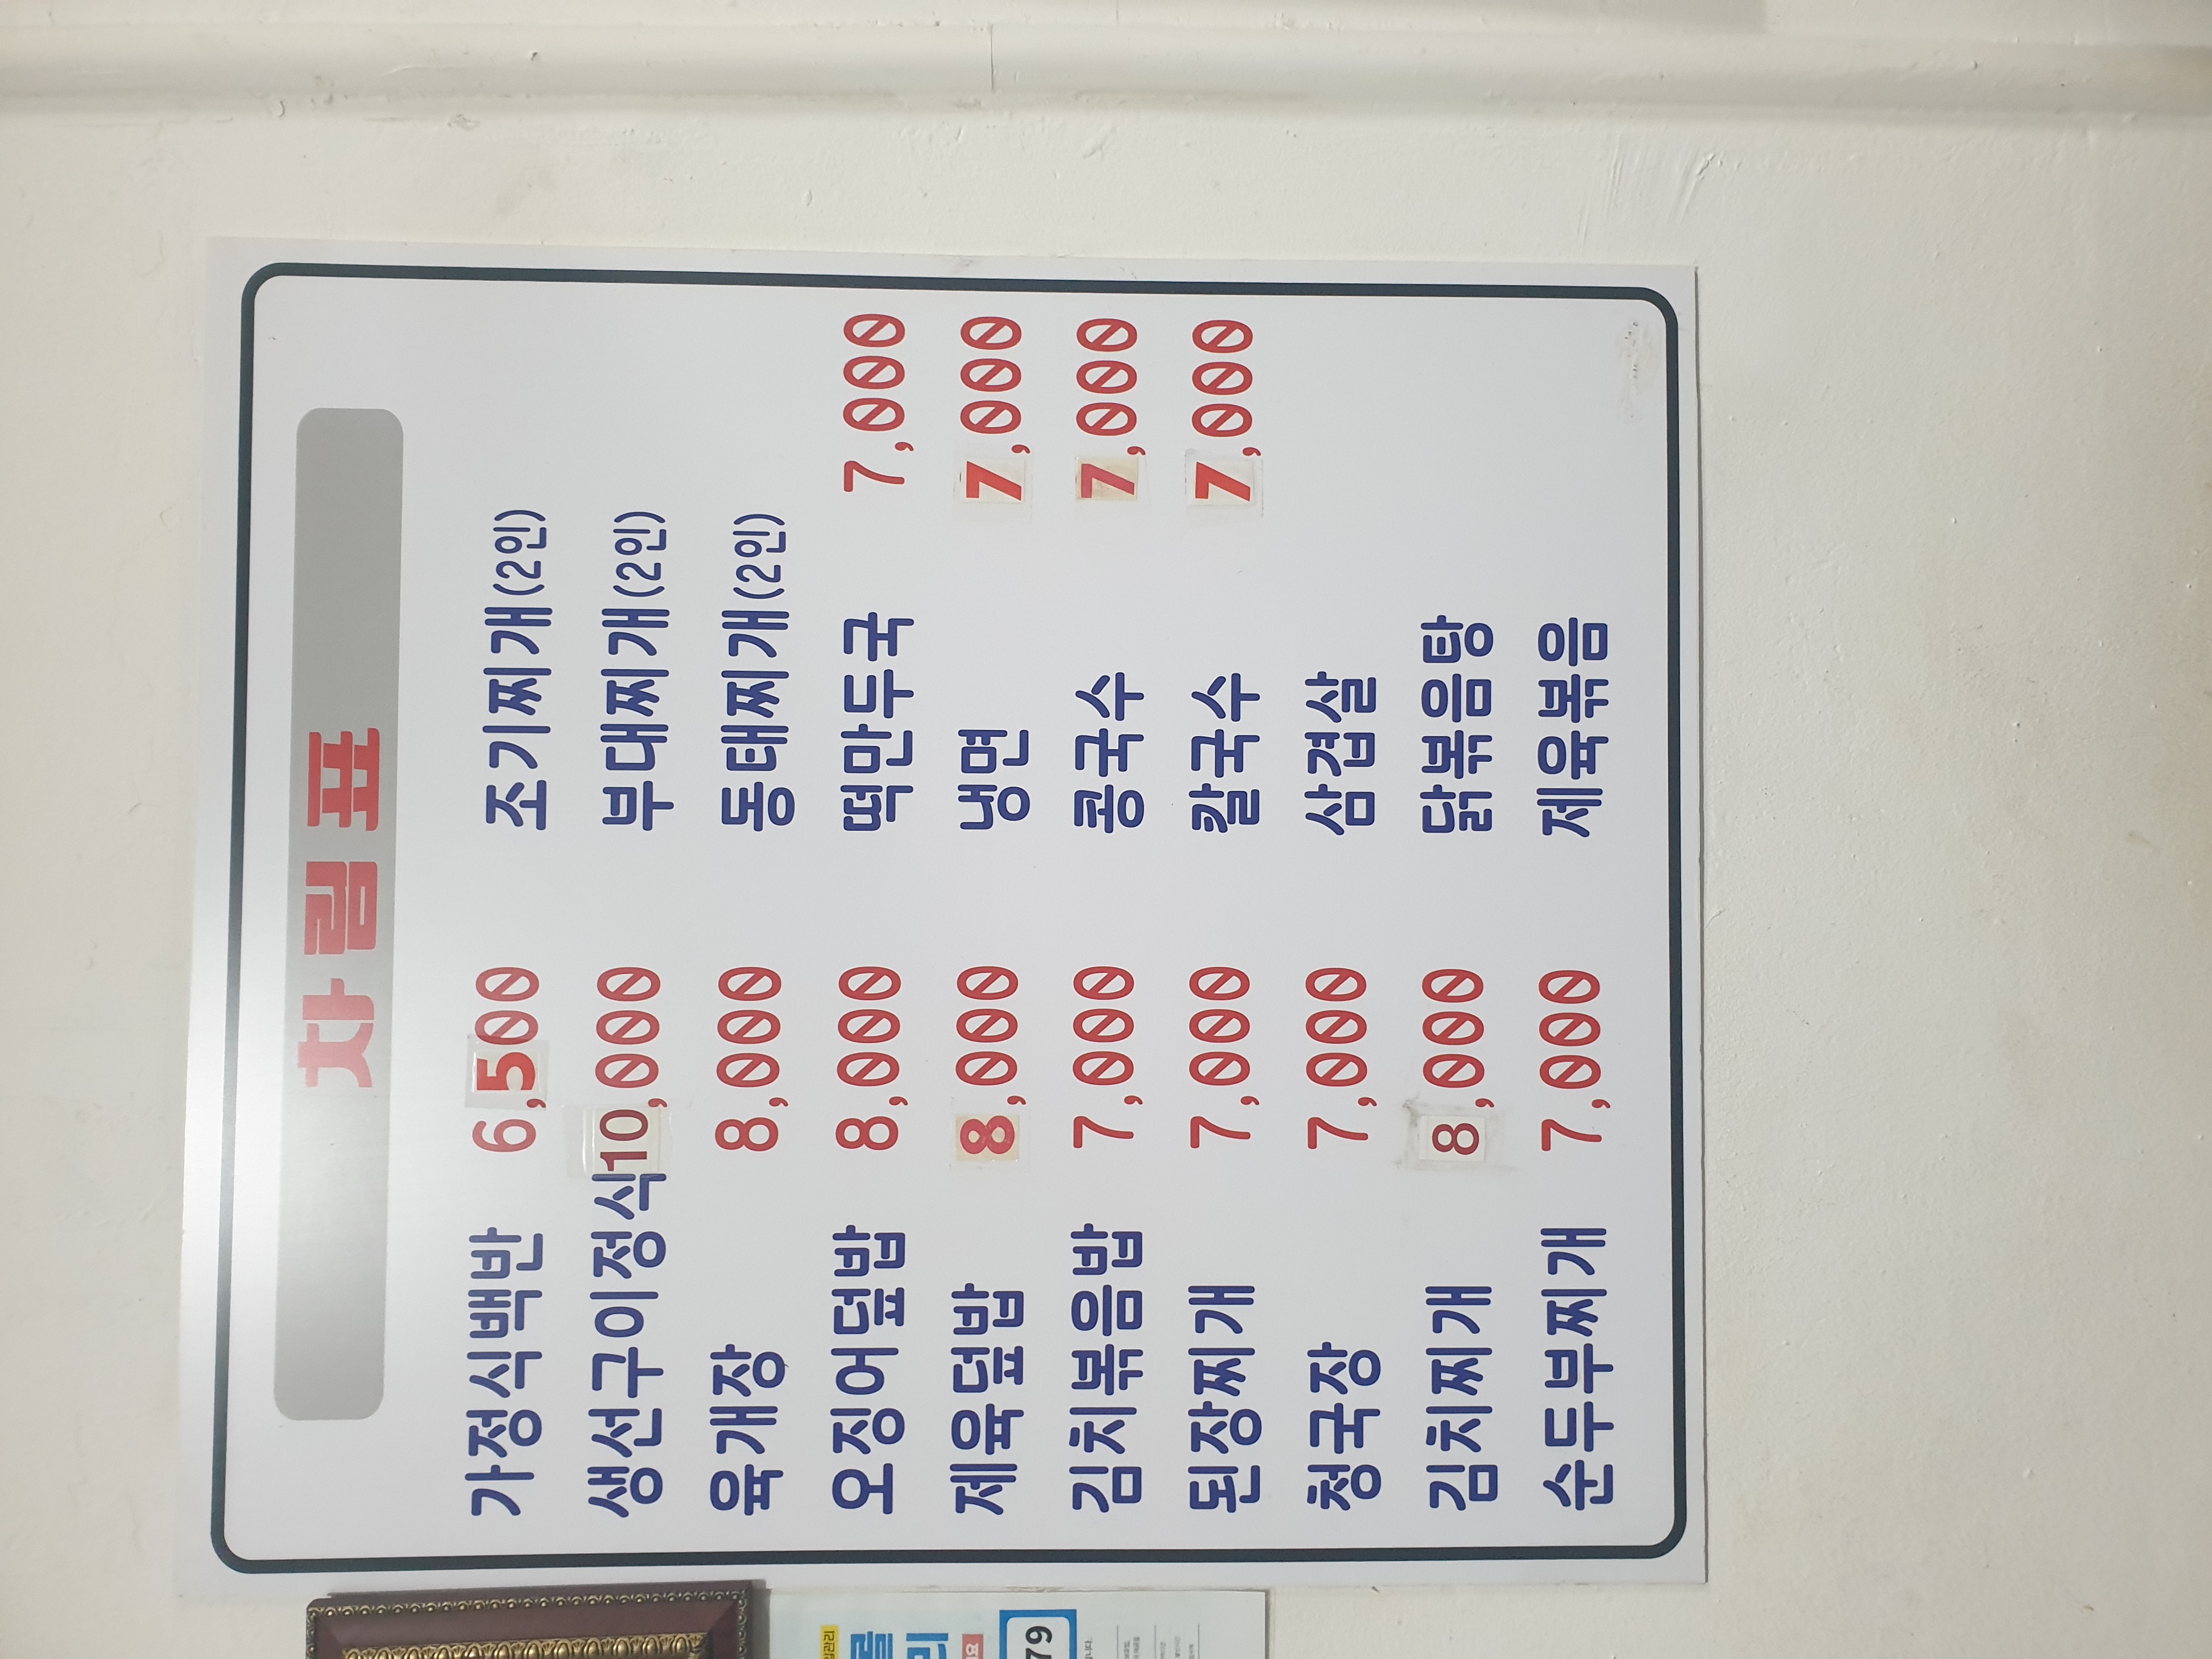 차림표
가정식백반 6,500
생선구이정식 10,000
육개장 8,000
오징어덮밥 8,000
제육덮밥 8,000
김치볶음밥 7,000
된장찌개 7,000
청국장 7,000
김치찌개 8,000
순두부찌개 7,000
조기찌개(2인)
부대찌개(2인)
동태찌개(2인)
떡만두국 7,000
냉면 7,000
콩국수 7,000
칼국수 7,000
삼겹살
닭볶음탕
제육볶음
79